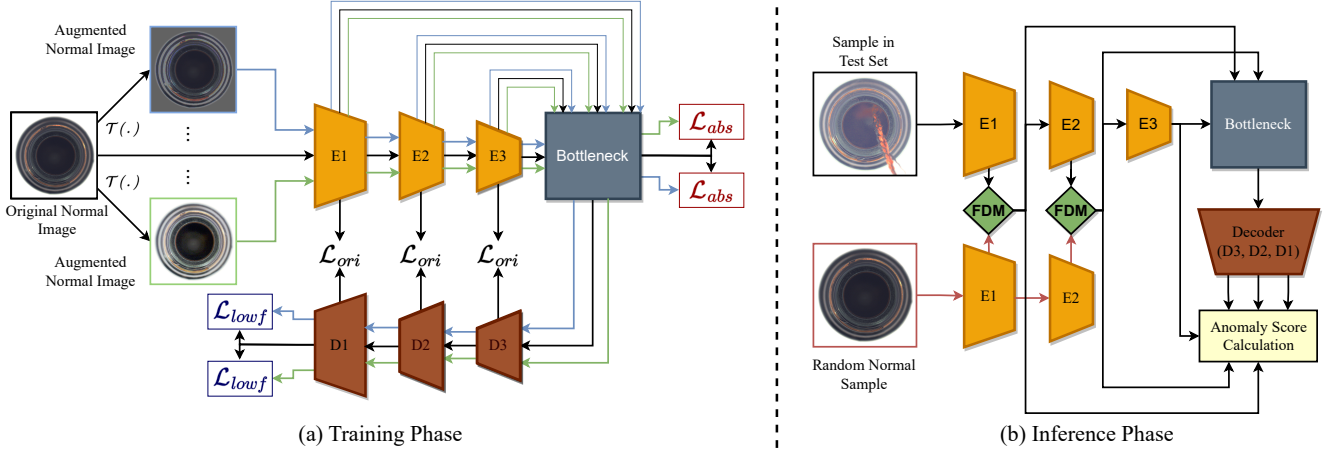 Augmented
Normal Image
𝒯(.)
⋮
⋮
𝒯(.)
Original Normal
Image
Augmented
Normal Image
E1
E2
E3
Bottleneck
ℒabs
ℒabs
ℒori
ℒori
ℒori
ℒlowf
ℒlowf
D1
D2
D3
(a) Training Phase
Sample in
Test Set
E1
E2
E3
Bottleneck
FDM
FDM
Decoder
(D3, D2, D1)
E1
E2
Random Normal
Sample
Anomaly Score
Calculation
(b) Inference Phase